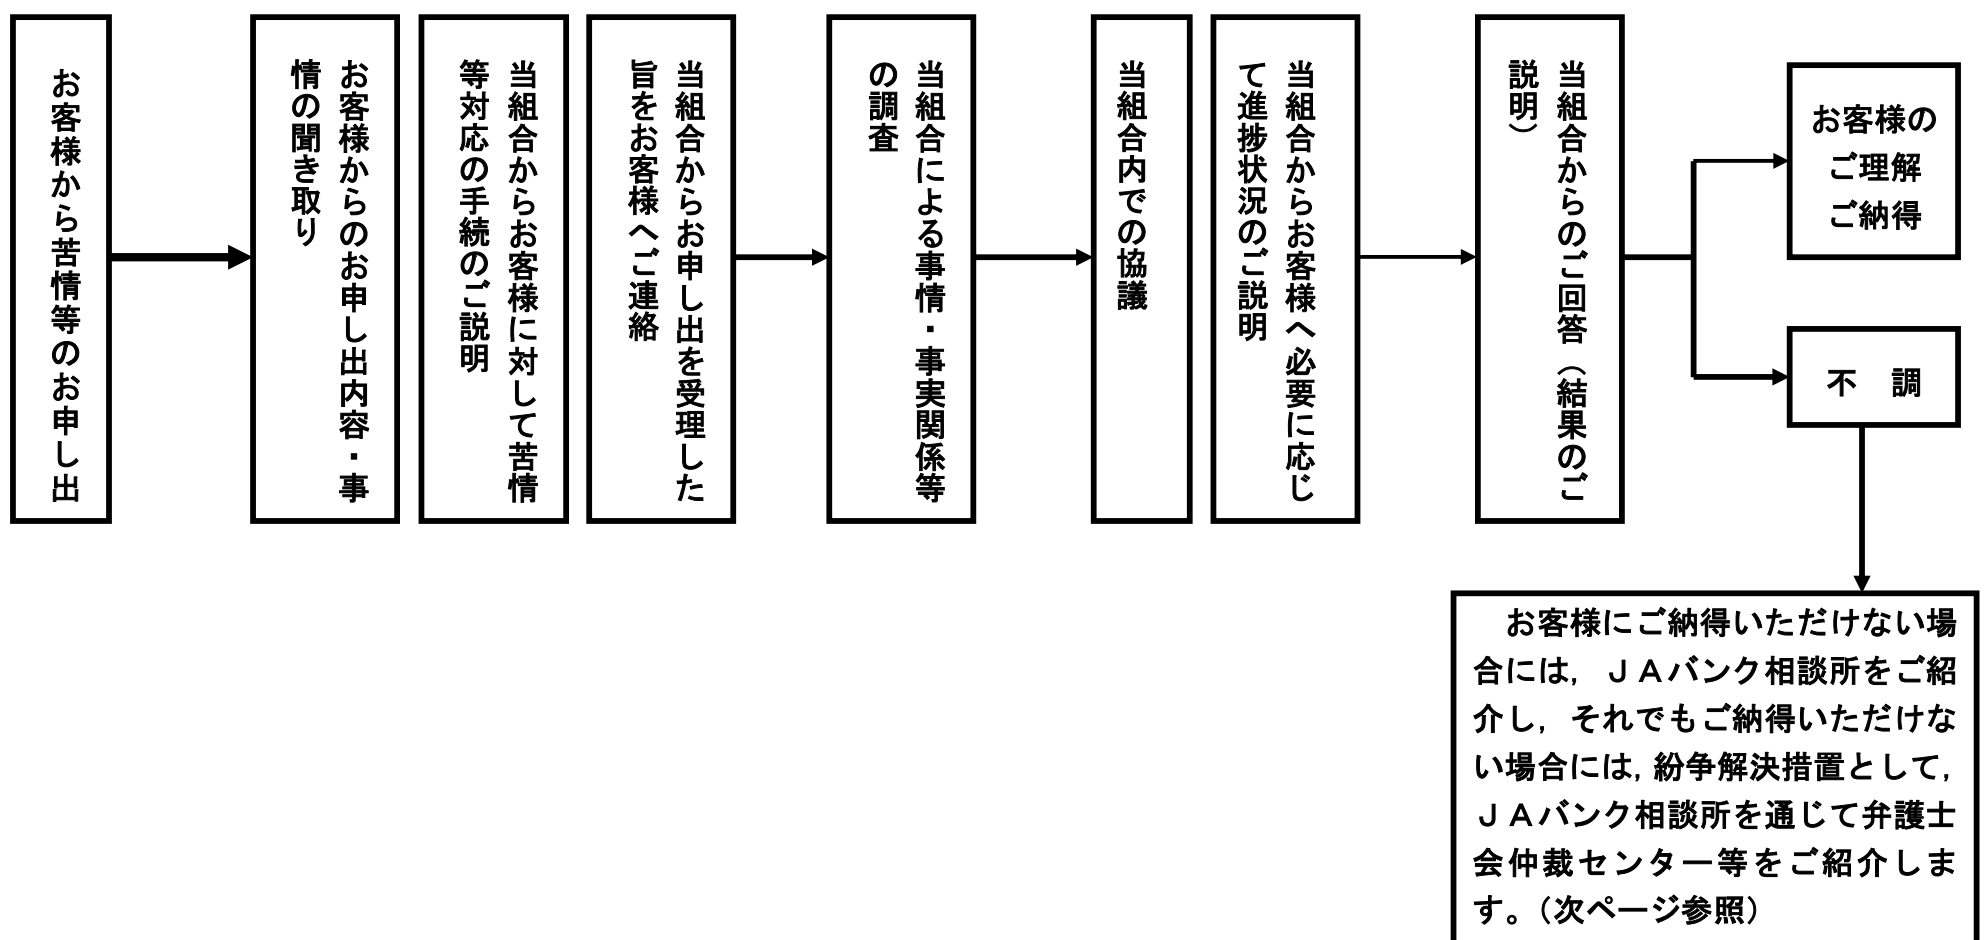 お客様から苦情等のお申し出
お客様からのお申し出内容・事
情の聞き取り
当組合からお客様に対して苦情
等対応の手続のご説明
当組合からお申し出を受理した
旨をお客様へご連絡
当組合による事情・事実関係等
の調査
当組合内での協議
当組合からお客様へ必要に応じ
て進捗状況のご説明
当組合からのご回答（結果のご
説明）
お客様の
ご理解
ご納得
不　調
お客様にご納得いただけない場
合には，ＪＡバンク相談所をご紹
介し，それでもご納得いただけな
い場合には，紛争解決措置として，
ＪＡバンク相談所を通じて弁護士
会仲裁センター等をご紹介しま
す。（次ページ参照）